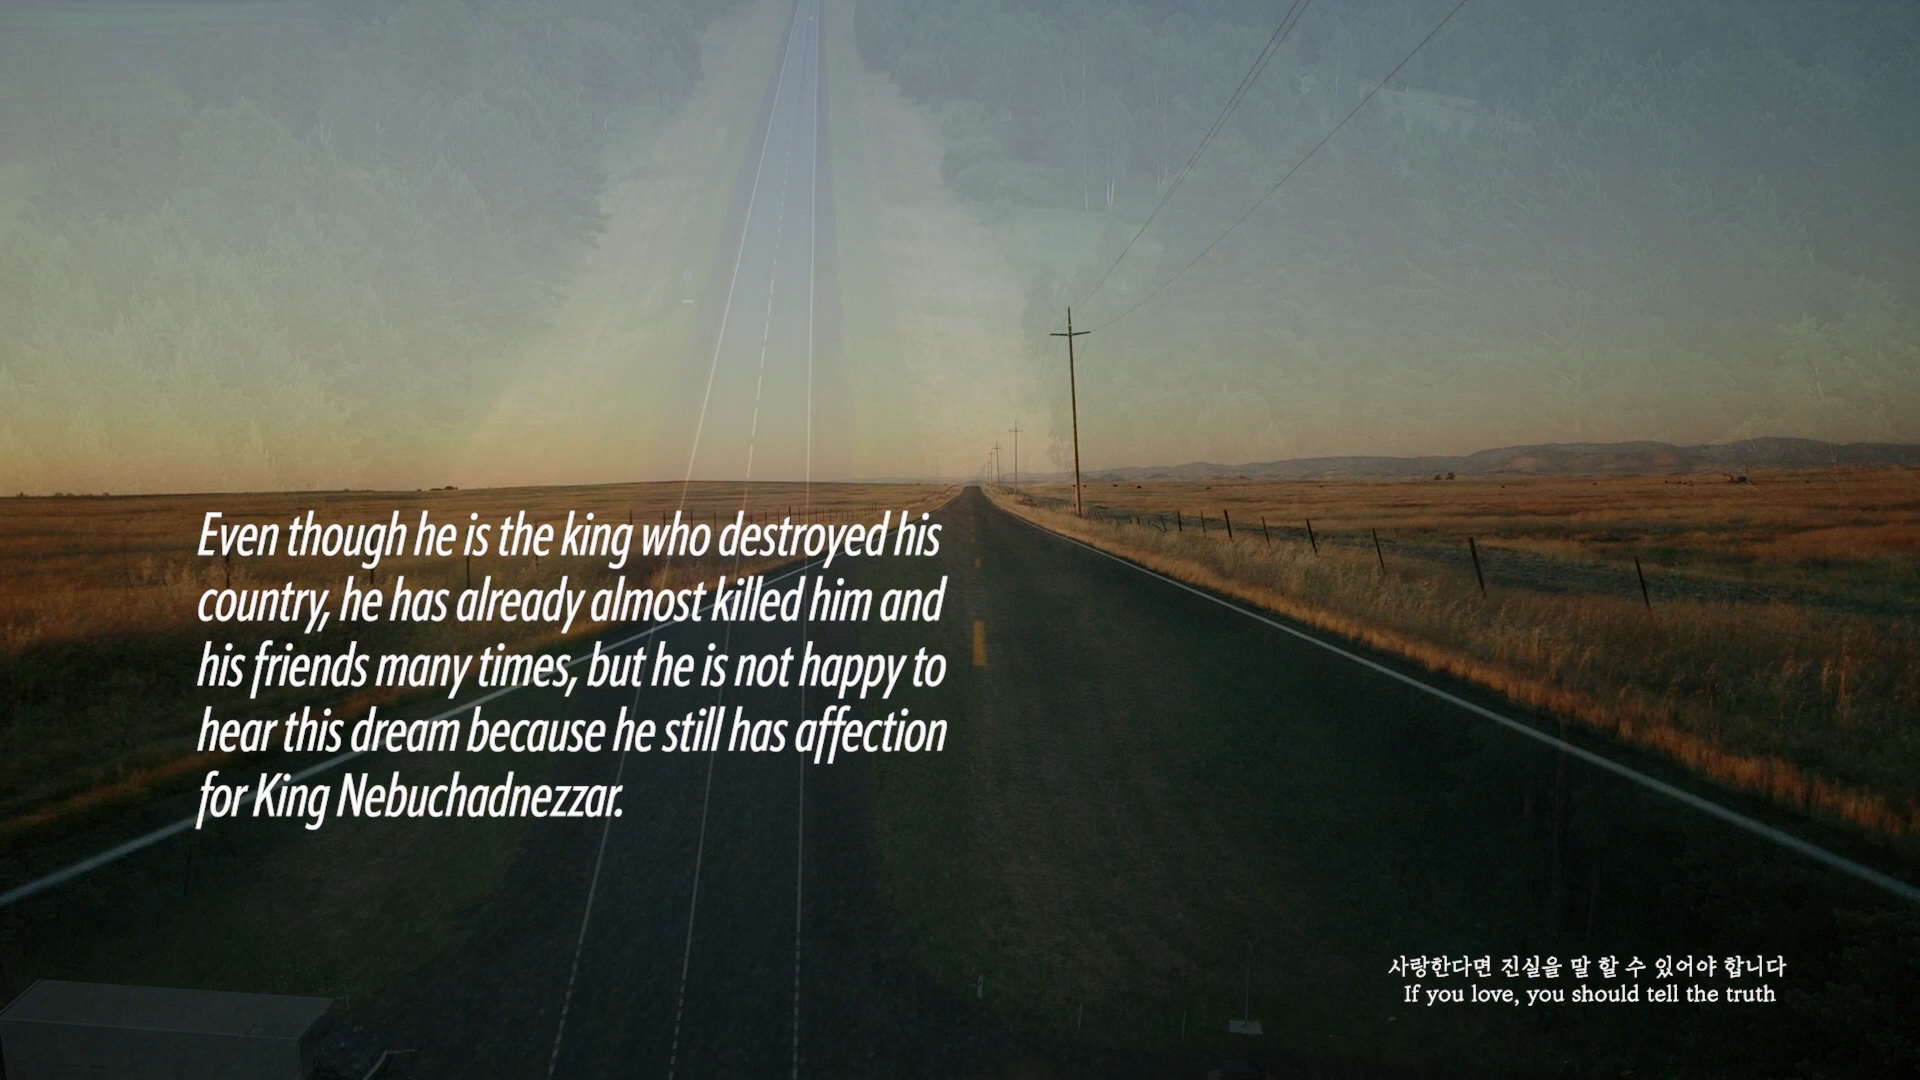 Even though he is the king who destroyed his
country, he has already almost killed him and
his friends many times, but he is not happy to
hear this dream because he still has affection
for King Nebuchadnezzar.
사랑한다면 진실을 말 할 수 있어야 합니다
If you love, you should tell the truth